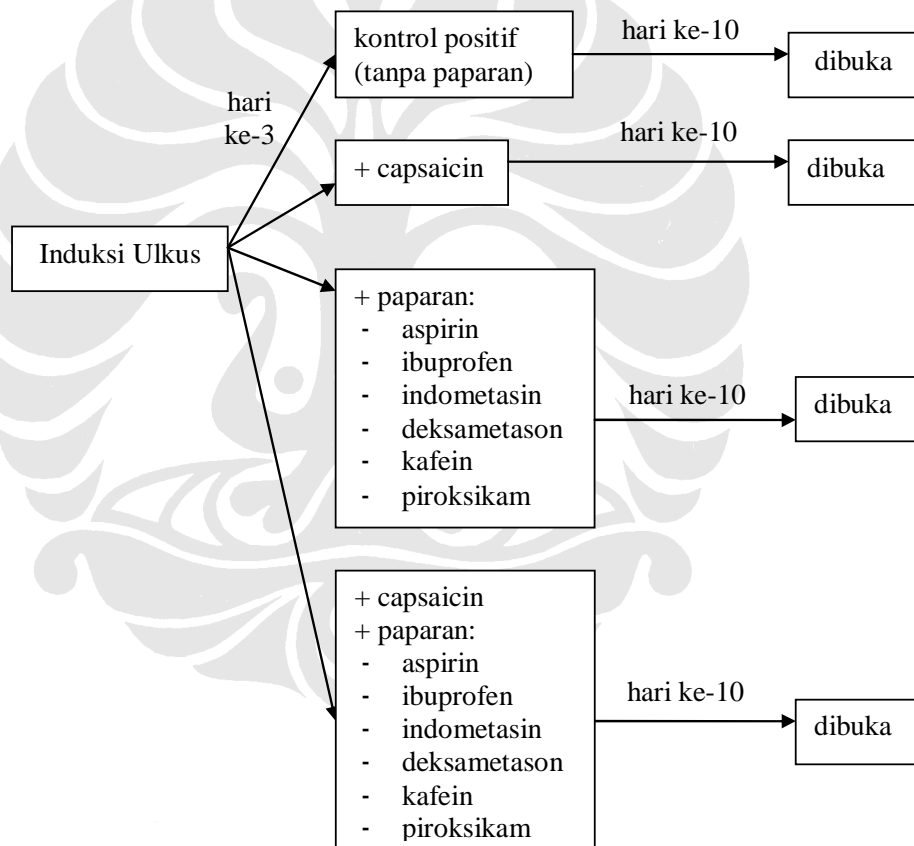 kontrol positif
(tanpa paparan)
hari ke-10
dibuka
hari
ke-3
+ capsaicin
hari ke-10
dibuka
Induksi Ulkus
+ paparan:
- aspirin
- ibuprofen
- indometasin
- deksametason
- kafein
- piroksikam
hari ke-10
dibuka
+ capsaicin
+ paparan:
- aspirin
- ibuprofen
- indometasin
- deksametason
- kafein
- piroksikam
hari ke-10
dibuka